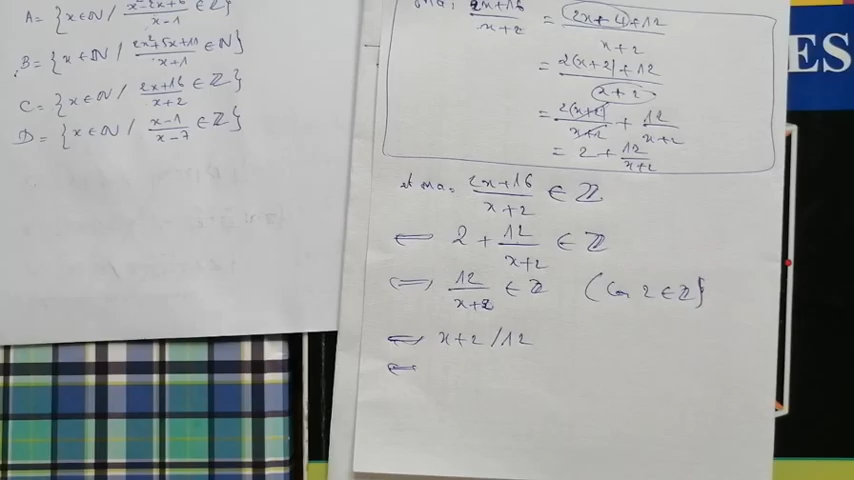 A = {x∈ℕ / x²-2x+6/x-1 ∈ ℤ}
B = {x∈ℕ / 2x²+5x+11/x+1 ∈ ℕ}
C = {x∈ℕ / 2x+16/x+2 ∈ ℤ}
D = {x∈ℕ / x-1/x-7 ∈ ℤ}
2x+16/x+2 = 2x+4+12/x+2
= 2(x+2)+12/x+2
= 2(x+2)/x+2 + 12/x+2
= 2 + 12/x+2
et 2x+16/x+2 ∈ ℤ
⟺ 2 + 12/x+2 ∈ ℤ
⟺ 12/x+2 ∈ ℤ (Car 2∈ℤ)
⟺ x+2/12
⟺
ES